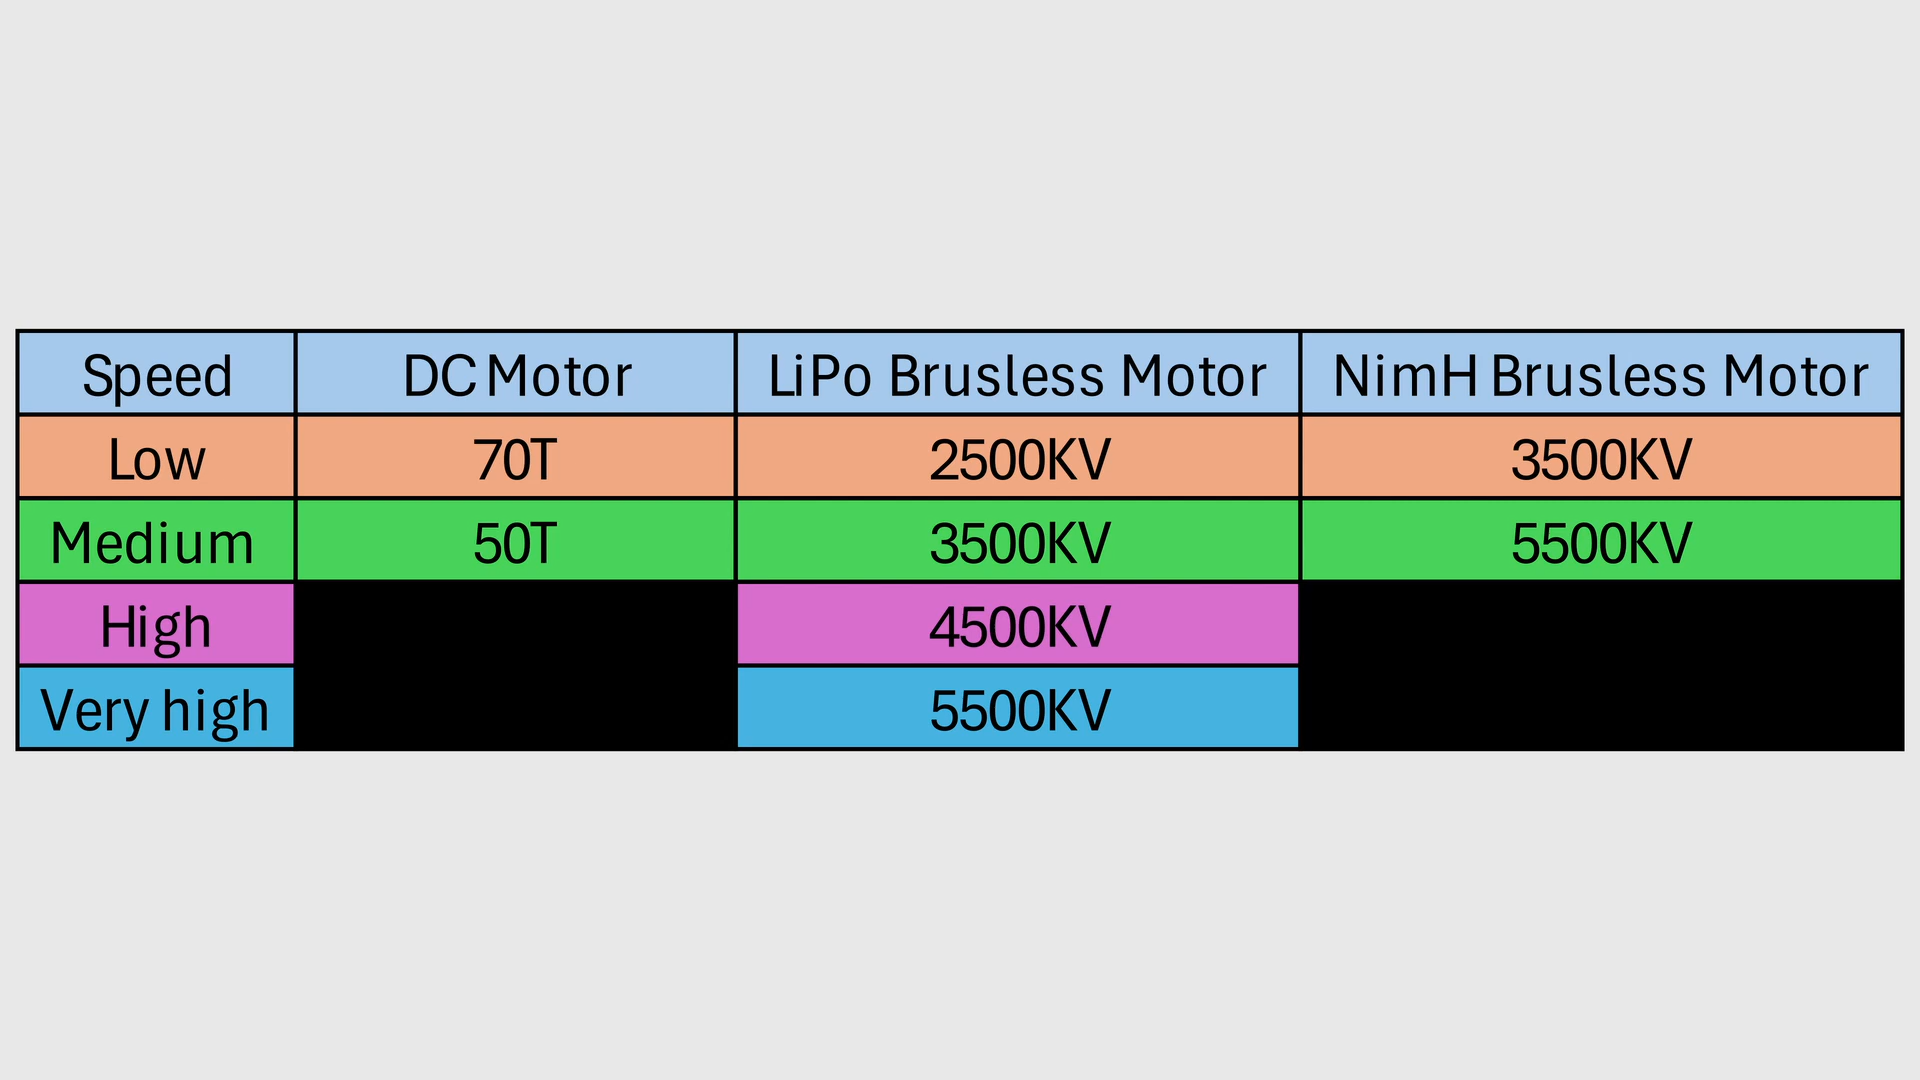 Speed DC Motor LiPo Brusless Motor NimH Brusless Motor
Low 70T 2500KV 3500KV
Medium 50T 3500KV 5500KV
High 4500KV
Very high 5500KV